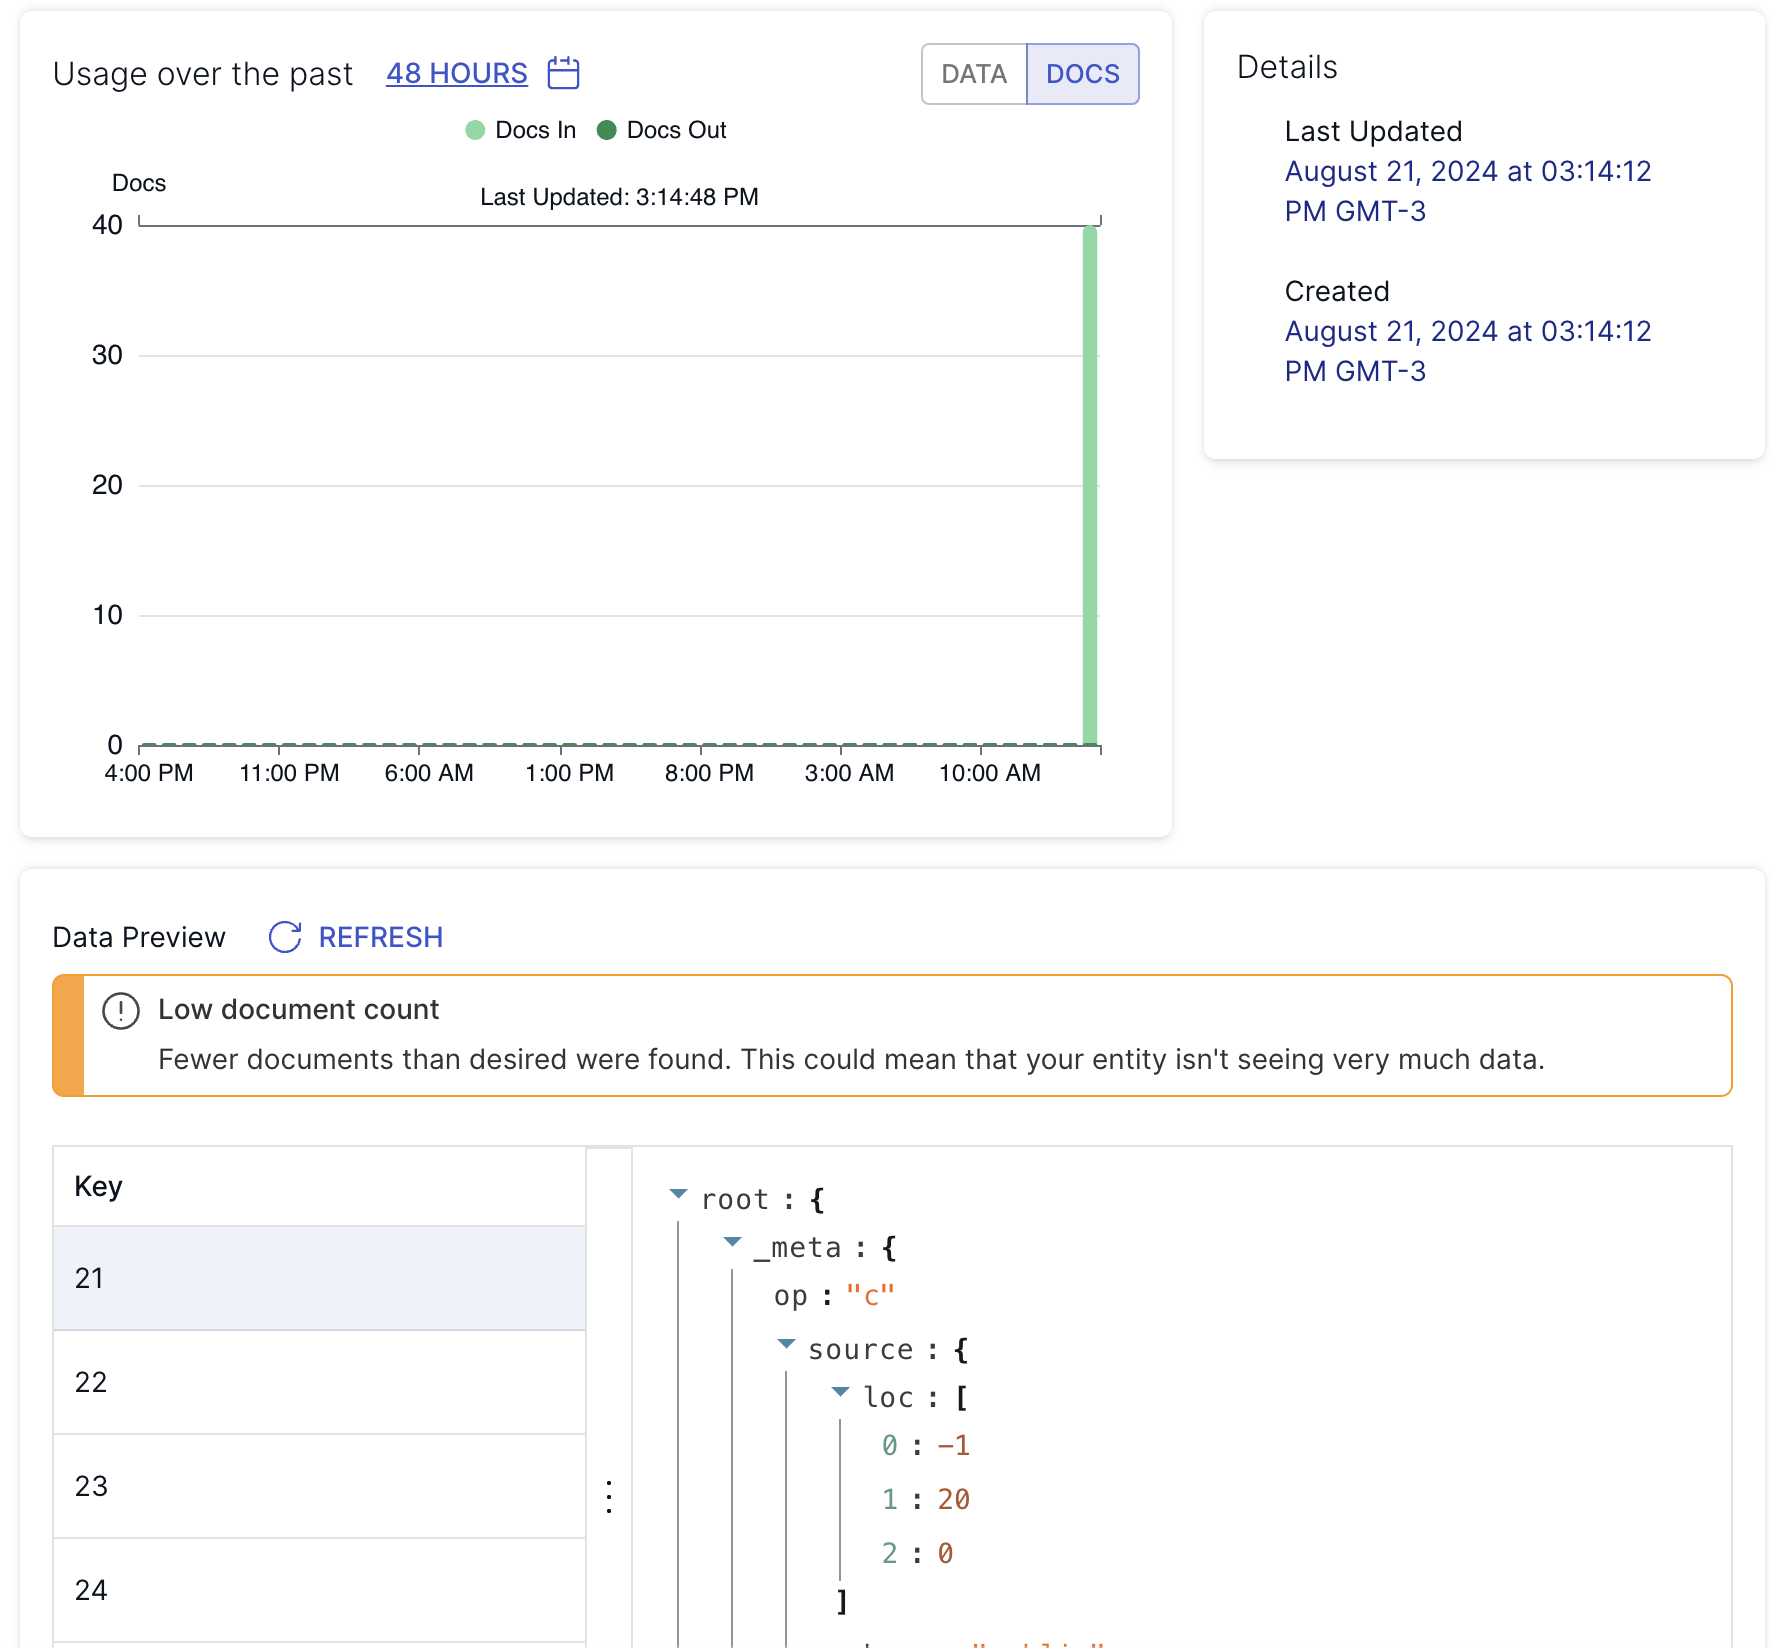 Usage over the past 48 HOURS
DATA DOCS
Docs In Docs Out
Docs
Last Updated: 3:14:48 PM
40
30
20
10
0
4:00 PM 11:00 PM 6:00 AM 1:00 PM 8:00 PM 3:00 AM 10:00 AM
Details
Last Updated
August 21, 2024 at 03:14:12
PM GMT-3
Created
August 21, 2024 at 03:14:12
PM GMT-3
Data Preview REFRESH
Low document count
Fewer documents than desired were found. This could mean that your entity isn't seeing very much data.
Key
21
22
23
24
root : {
_meta : {
op : "c"
source : {
loc : [
0 : -1
1 : 20
2 : 0
]